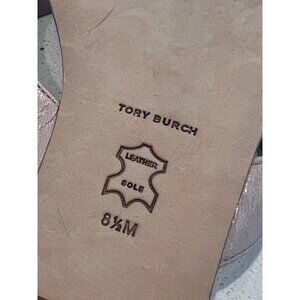 TORY BURCH
LEATHER
SOLE
8½M